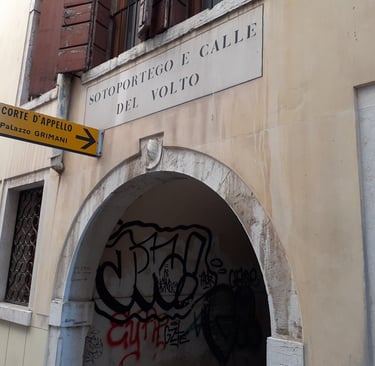 SOTOPORTEGO E CALLE
DEL VOLTO
CORTE D'APPELLO
Palazzo GRIMANI